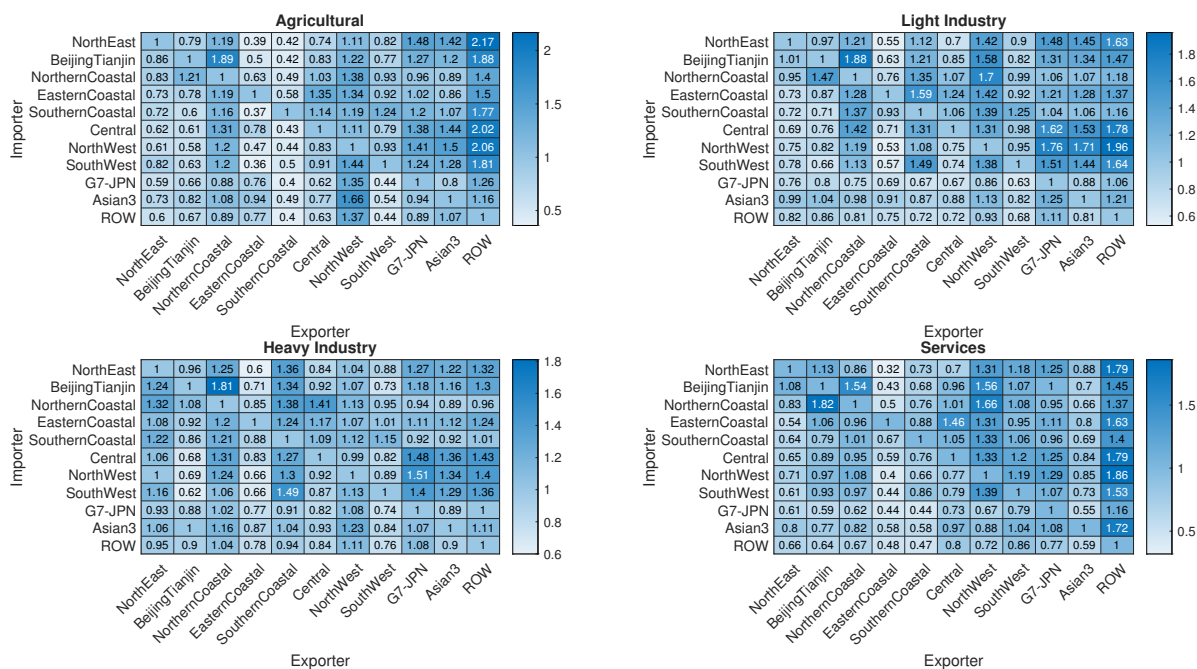 Agricultural
Importer
NorthEast 1 0.79 1.19 0.39 0.42 0.74 1.11 0.82 1.48 1.42 2.17
BeijingTianjin 0.86 1 1.89 0.5 0.42 0.83 1.22 0.77 1.27 1.2 1.88
NorthernCoastal 0.83 1.21 1 0.63 0.49 1.03 1.38 0.93 0.96 0.89 1.4
EasternCoastal 0.73 0.78 1.19 1 0.58 1.35 1.34 0.92 1.02 0.86 1.5
SouthernCoastal 0.72 0.6 1.16 0.37 1 1.14 1.19 1.24 1.2 1.07 1.77
Central 0.62 0.61 1.31 0.78 0.43 1 1.11 0.79 1.38 1.44 2.02
NorthWest 0.61 0.58 1.2 0.47 0.44 0.83 1 0.93 1.41 1.5 2.06
SouthWest 0.82 0.63 1.2 0.36 0.5 0.91 1.44 1 1.24 1.28 1.81
G7-JPN 0.59 0.66 0.88 0.76 0.4 0.62 1.35 0.44 1 0.8 1.26
Asian3 0.73 0.82 1.08 0.94 0.49 0.77 1.66 0.54 0.94 1 1.16
ROW 0.6 0.67 0.89 0.77 0.4 0.63 1.37 0.44 0.89 1.07 1
NorthEast BeijingTianjin NorthernCoastal EasternCoastal SouthernCoastal Central NorthWest SouthWest G7-JPN Asian3 ROW
Exporter
2
1.5
1
0.5
Light Industry
Importer
NorthEast 1 0.97 1.21 0.55 1.12 0.7 1.42 0.9 1.48 1.45 1.63
BeijingTianjin 1.01 1 1.88 0.63 1.21 0.85 1.58 0.82 1.31 1.34 1.47
NorthernCoastal 0.95 1.47 1 0.76 1.35 1.07 1.7 0.99 1.06 1.07 1.18
EasternCoastal 0.73 0.87 1.28 1 1.59 1.24 1.42 0.92 1.21 1.28 1.37
SouthernCoastal 0.72 0.71 1.37 0.93 1 1.06 1.39 1.25 1.04 1.06 1.16
Central 0.69 0.76 1.42 0.71 1.31 1 1.31 0.98 1.62 1.53 1.78
NorthWest 0.75 0.82 1.19 0.53 1.08 0.75 1 0.95 1.76 1.71 1.96
SouthWest 0.78 0.66 1.13 0.57 1.49 0.74 1.38 1 1.51 1.44 1.64
G7-JPN 0.76 0.8 0.75 0.69 0.67 0.67 0.86 0.63 1 0.88 1.06
Asian3 0.99 1.04 0.98 0.91 0.87 0.88 1.13 0.82 1.25 1 1.21
ROW 0.82 0.86 0.81 0.75 0.72 0.72 0.93 0.68 1.11 0.81 1
NorthEast BeijingTianjin NorthernCoastal EasternCoastal SouthernCoastal Central NorthWest SouthWest G7-JPN Asian3 ROW
Exporter
1.8
1.6
1.4
1.2
1
0.8
0.6
Heavy Industry
Importer
NorthEast 1 0.96 1.25 0.6 1.36 0.84 1.04 0.88 1.27 1.22 1.32
BeijingTianjin 1.24 1 1.81 0.71 1.34 0.92 1.07 0.73 1.18 1.16 1.3
NorthernCoastal 1.32 1.08 1 0.85 1.38 1.41 1.13 0.95 0.94 0.89 0.96
EasternCoastal 1.08 0.92 1.2 1 1.24 1.17 1.07 1.01 1.11 1.12 1.24
SouthernCoastal 1.22 0.86 1.21 0.88 1 1.09 1.12 1.15 0.92 0.92 1.01
Central 1.06 0.68 1.31 0.83 1.27 1 0.99 0.82 1.48 1.36 1.43
NorthWest 1 0.69 1.24 0.66 1.3 0.92 1 0.89 1.51 1.34 1.4
SouthWest 1.16 0.62 1.06 0.66 1.49 0.87 1.13 1 1.4 1.29 1.36
G7-JPN 0.93 0.88 1.02 0.77 0.91 0.82 1.08 0.74 1 0.89 1
Asian3 1.06 1 1.16 0.87 1.04 0.93 1.23 0.84 1.07 1 1.11
ROW 0.95 0.9 1.04 0.78 0.94 0.84 1.11 0.76 1.08 0.9 1
NorthEast BeijingTianjin NorthernCoastal EasternCoastal SouthernCoastal Central NorthWest SouthWest G7-JPN Asian3 ROW
Exporter
1.8
1.6
1.4
1.2
1
0.8
0.6
Services
Importer
NorthEast 1 1.13 0.86 0.32 0.73 0.7 1.31 1.18 1.25 0.88 1.79
BeijingTianjin 1.08 1 1.54 0.43 0.68 0.96 1.56 1.07 1 0.7 1.45
NorthernCoastal 0.83 1.82 1 0.5 0.76 1.01 1.66 1.08 0.95 0.66 1.37
EasternCoastal 0.54 1.06 0.96 1 0.88 1.46 1.31 0.95 1.11 0.8 1.63
SouthernCoastal 0.64 0.79 1.01 0.67 1 1.05 1.33 1.06 0.96 0.69 1.4
Central 0.65 0.89 0.95 0.59 0.76 1 1.33 1.2 1.25 0.84 1.79
NorthWest 0.71 0.97 1.08 0.4 0.66 0.77 1 1.19 1.29 0.85 1.86
SouthWest 0.61 0.93 0.97 0.44 0.86 0.79 1.39 1 1.07 0.73 1.53
G7-JPN 0.61 0.59 0.62 0.44 0.44 0.73 0.67 0.79 1 0.55 1.16
Asian3 0.8 0.77 0.82 0.58 0.58 0.97 0.88 1.04 1.08 1 1.72
ROW 0.66 0.64 0.67 0.48 0.47 0.8 0.72 0.86 0.77 0.59 1
NorthEast BeijingTianjin NorthernCoastal EasternCoastal SouthernCoastal Central NorthWest SouthWest G7-JPN Asian3 ROW
Exporter
1.5
1
0.5